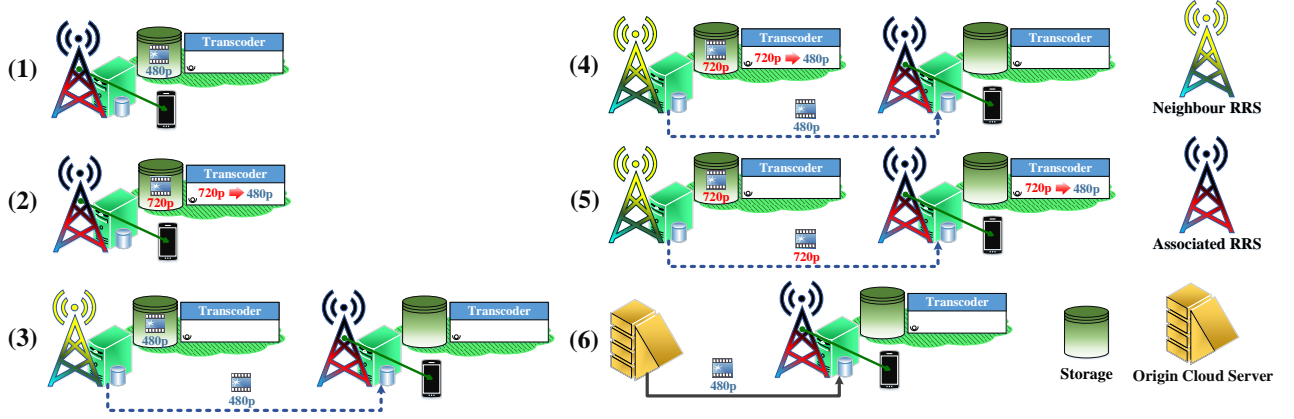 (1)
Transcoder
480p
(2)
Transcoder
720p
720p 480p
(3)
Transcoder
480p
480p
Transcoder
(4)
Transcoder
720p
720p 480p
480p
Transcoder
(5)
Transcoder
720p
720p
Transcoder
720p 480p
(6)
480p
Transcoder
Neighbour RRS
Associated RRS
Storage
Origin Cloud Server